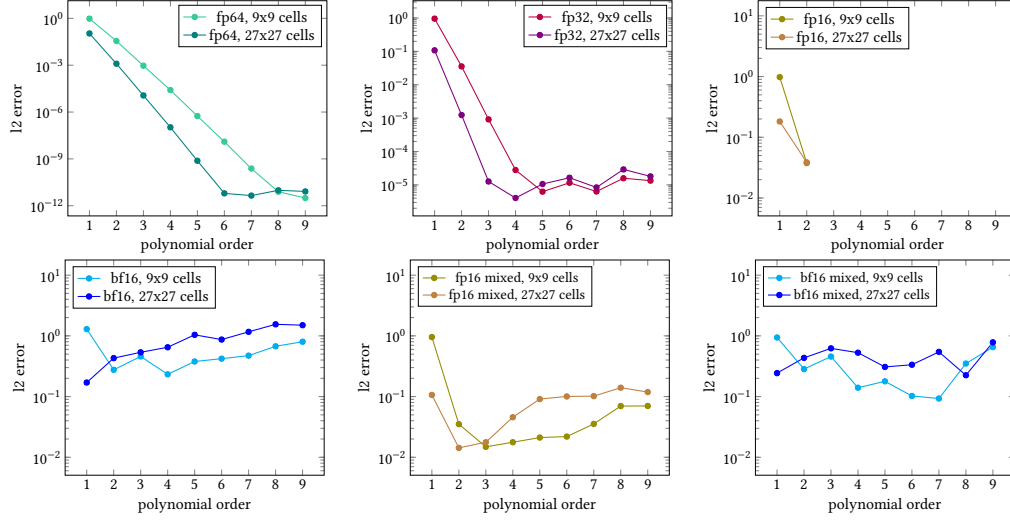 fp64, 9x9 cells
fp64, 27x27 cells
10^0
10^-3
10^-6
10^-9
10^-12
l2 error
1 2 3 4 5 6 7 8 9
polynomial order
fp32, 9x9 cells
fp32, 27x27 cells
10^0
10^-1
10^-2
10^-3
10^-4
10^-5
l2 error
1 2 3 4 5 6 7 8 9
polynomial order
fp16, 9x9 cells
fp16, 27x27 cells
10^1
10^0
10^-1
10^-2
l2 error
1 2 3 4 5 6 7 8 9
polynomial order
bf16, 9x9 cells
bf16, 27x27 cells
10^1
10^0
10^-1
10^-2
l2 error
1 2 3 4 5 6 7 8 9
polynomial order
fp16 mixed, 9x9 cells
fp16 mixed, 27x27 cells
10^1
10^0
10^-1
10^-2
l2 error
1 2 3 4 5 6 7 8 9
polynomial order
bf16 mixed, 9x9 cells
bf16 mixed, 27x27 cells
10^1
10^0
10^-1
10^-2
l2 error
1 2 3 4 5 6 7 8 9
polynomial order